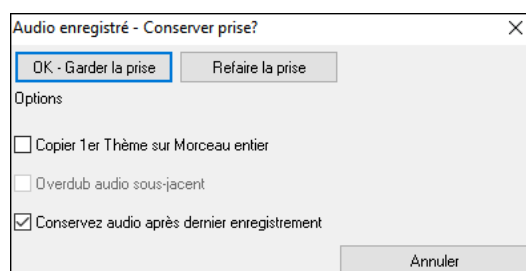 Audio enregistré - Conserver prise?
OK - Garder la prise Refaire la prise
Options
Copier 1er Thème sur Morceau entier
Overdub audio sous-jacent
Conservez audio après dernier enregistrement
Annuler